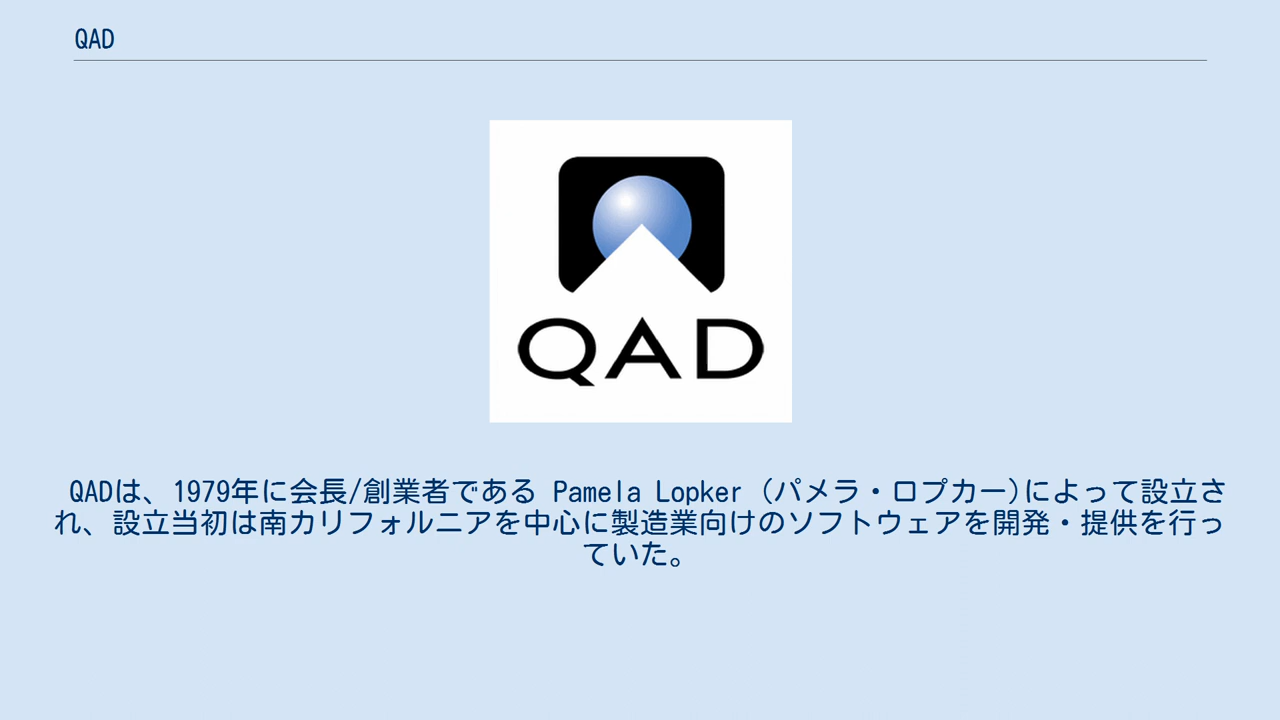 QAD
QAD
QADは、1979年に会長/創業者である Pamela Lopker (パメラ・ロプカー)によって設立さ
れ、設立当初は南カリフォルニアを中心に製造業向けのソフトウェアを開発・提供を行っ
ていた。